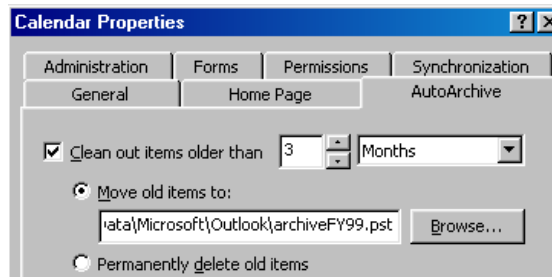 Calendar Properties
Administration Forms Permissions Synchronization
General Home Page AutoArchive
Clean out items older than 3 Months
Move old items to:
ata\Microsoft\Outlook\archiveFY99.pst Browse...
Permanently delete old items